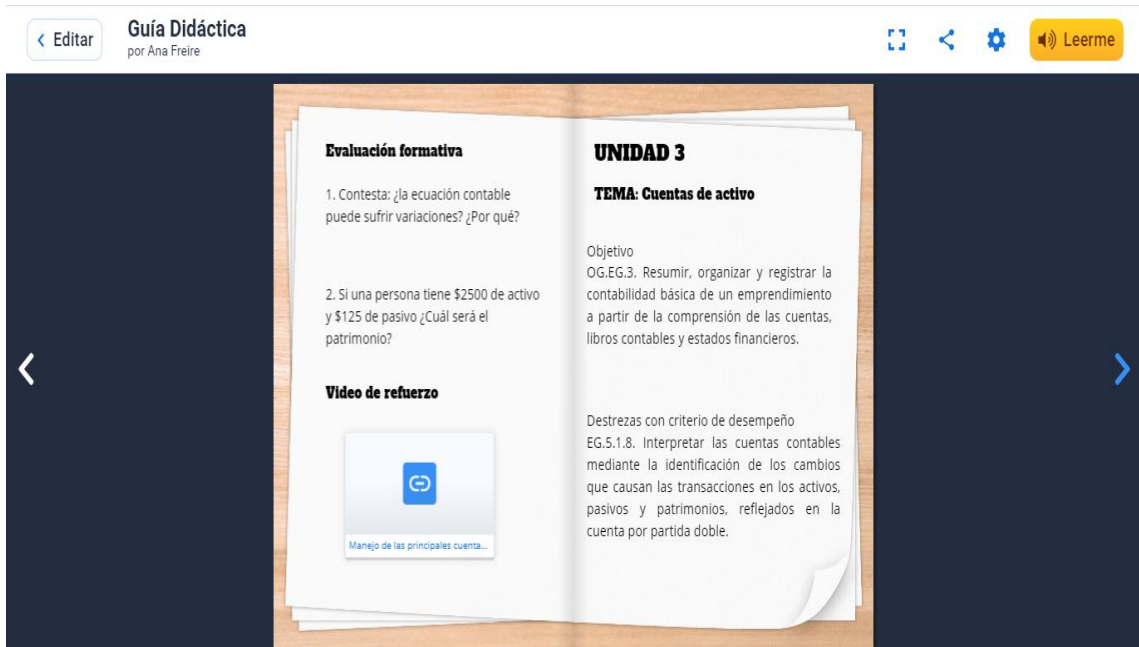 Editar
Guía Didáctica
por Ana Freire
Leerme
Evaluación formativa
1. Contesta: ¿la ecuación contable
puede sufrir variaciones? ¿Por qué?
2. Si una persona tiene $2500 de activo
y $125 de pasivo ¿Cuál será el
patrimonio?
Video de refuerzo
Manejo de las principales cuenta...
UNIDAD 3
TEMA: Cuentas de activo
Objetivo
OG.EG.3. Resumir, organizar y registrar la
contabilidad básica de un emprendimiento
a partir de la comprensión de las cuentas,
libros contables y estados financieros.
Destrezas con criterio de desempeño
EG.5.1.8. Interpretar las cuentas contables
mediante la identificación de los cambios
que causan las transacciones en los activos,
pasivos y patrimonios, reflejados en la
cuenta por partida doble.